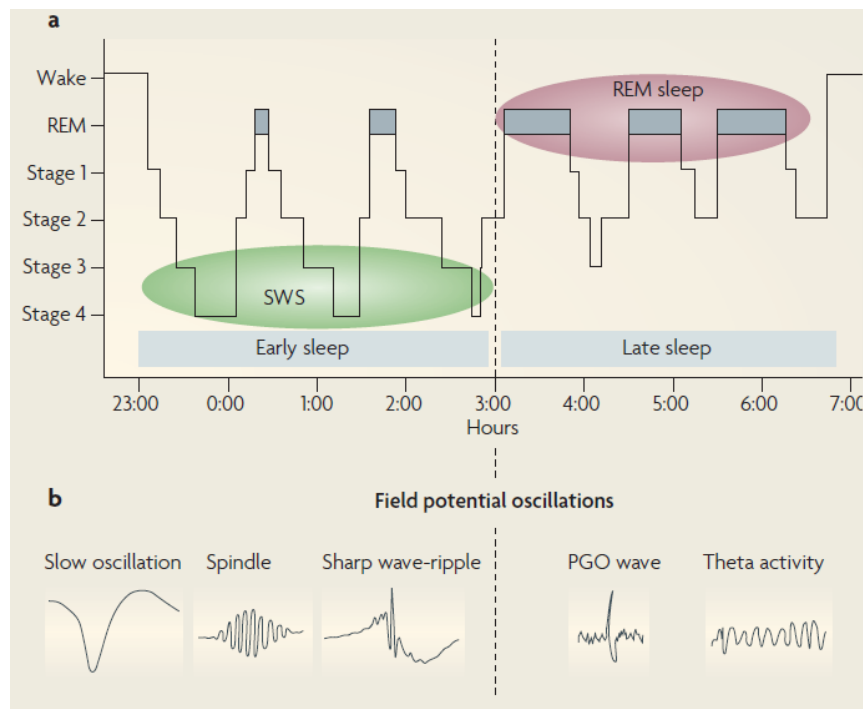 a
Wake
REM
Stage 1
Stage 2
Stage 3
Stage 4
REM sleep
SWS
Early sleep
Late sleep
23:00 0:00 1:00 2:00 3:00 4:00 5:00 6:00 7:00
Hours
b
Field potential oscillations
Slow oscillation Spindle Sharp wave-ripple PGO wave Theta activity